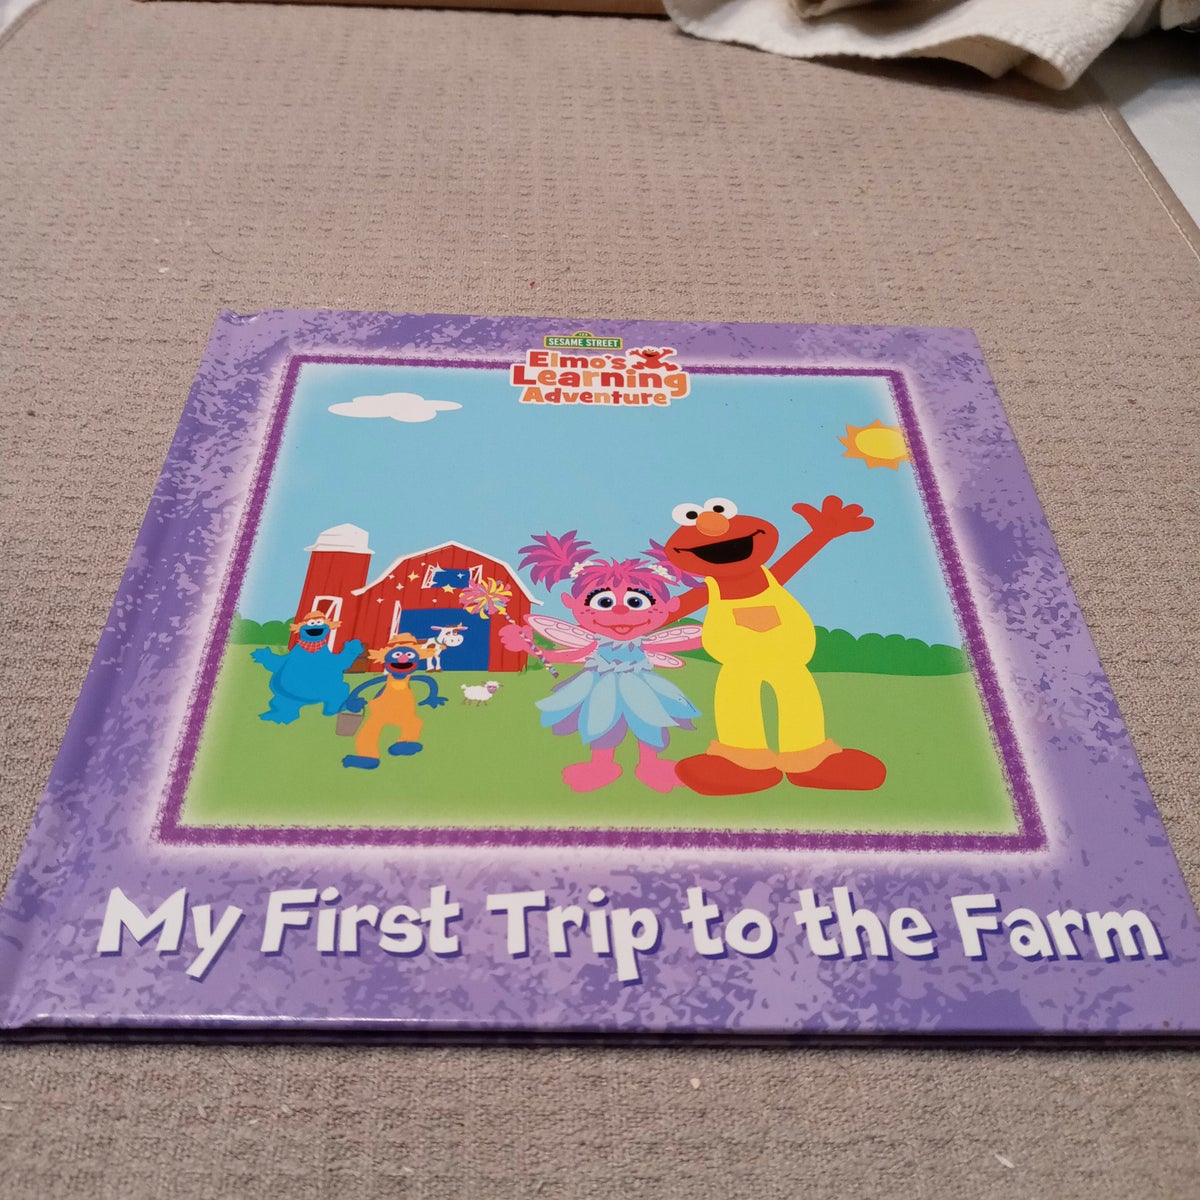 SESAME STREET
Elmo's
Learning
Adventure
My First Trip to the Farm